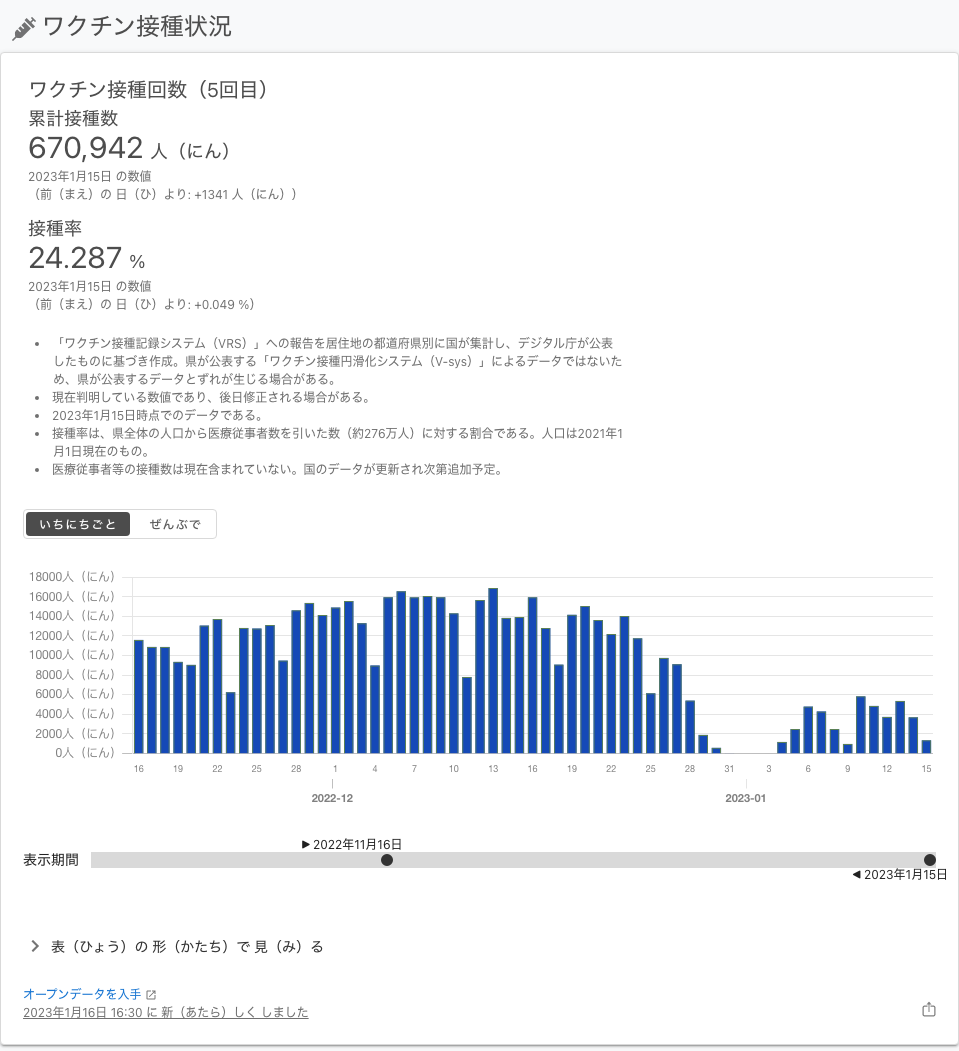 ワクチン接種状況
ワクチン接種回数（5回目）
累計接種数
670,942 人（にん）
2023年1月15日 の数値
（前（まえ）の 日（ひ）より: +1341 人（にん））
接種率
24.287 %
2023年1月15日 の数値
（前（まえ）の 日（ひ）より: +0.049 %）
• 「ワクチン接種記録システム（VRS）」への報告を居住地の都道府県別に国が集計し、デジタル庁が公表
したものに基づき作成。県が公表する「ワクチン接種円滑化システム（V-sys）」によるデータではないた
め、県が公表するデータとずれが生じる場合がある。
• 現在判明している数値であり、後日修正される場合がある。
• 2023年1月15日時点でのデータである。
• 接種率は、県全体の人口から医療従事者数を引いた数（約276万人）に対する割合である。人口は2021年1
月1日現在のもの。
• 医療従事者等の接種数は現在含まれていない。国のデータが更新され次第追加予定。
いちにちごと ぜんぶで
18000人（にん）
16000人（にん）
14000人（にん）
12000人（にん）
10000人（にん）
8000人（にん）
6000人（にん）
4000人（にん）
2000人（にん）
0人（にん）
16 19 22 25 28 1 4 7 10 13 16 19 22 25 28 31 3 6 9 12 15
2022-12 2023-01
▶ 2022年11月16日
表示期間
◀ 2023年1月15日
表（ひょう）の 形（かたち）で 見（み）る
オープンデータを入手
2023年1月16日 16:30 に 新（あたら）しく しました